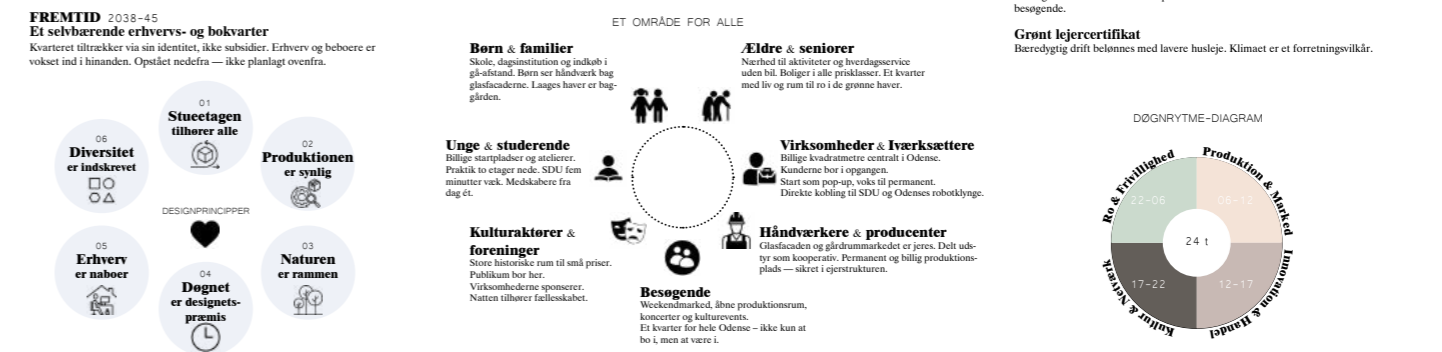 FREMTID 2038-45
Et selvbærende erhvervs- og bokvarter
Kvarteret tiltrækker via sin identitet, ikke subsidier. Erhverv og beboere er
vokset ind i hinanden. Opstået nedefra — ikke planlagt ovenfra.
01
Stueetagen
tilhører alle
02
Produktionen
er synlig
03
Naturen
er rammen
04
Døgnet
er designets-
præmis
05
Erhverv
er naboer
06
Diversitet
er indskrevet
DESIGNPRINCIPPER
ET OMRÅDE FOR ALLE
Børn & familier
Skole, dagsinstitution og indkøb i
gå-afstand. Børn ser håndværk bag
glasfacaderne. Laages haver er bag-
gården.
Ældre & seniorer
Nærhed til aktiviteter og hverdagsservice
uden bil. Boliger i alle prisklasser. Et kvarter
med liv og rum til ro i de grønne haver.
Unge & studerende
Billige startpladser og atelierer.
Praktik to etager nede. SDU fem
minutter væk. Medskabere fra
dag ét.
Virksomheder & Iværksættere
Billige kvadratmetre centralt i Odense.
Kunderne bor i opgangen.
Start som pop-up, voks til permanent.
Direkte kobling til SDU og Odenses robotklynge.
Kulturaktører &
foreninger
Store historiske rum til små priser.
Publikum bor her.
Virksomhederne sponserer.
Natten tilhører fællesskabet.
Håndværkere & producenter
Glasfacaden og gårdrummarkedet er jeres. Delt uds-
tyr som kooperativ. Permanent og billig produktions-
plads — sikret i ejerstrukturen.
Besøgende
Weekendmarked, åbne produktionsrum,
koncerter og kulturevents.
Et kvarter for hele Odense – ikke kun at
bo i, men at være i.
besøgende.
Grønt lejercertifikat
Bæredygtig drift belønnes med lavere husleje. Klimaet er et forretningsvilkår.
DØGNRYTME-DIAGRAM
Ro & Frivillighed
Produktion & Marked
Innovation & Handel
Kultur & Netværk
22-06
06-12
12-17
17-22
24 t